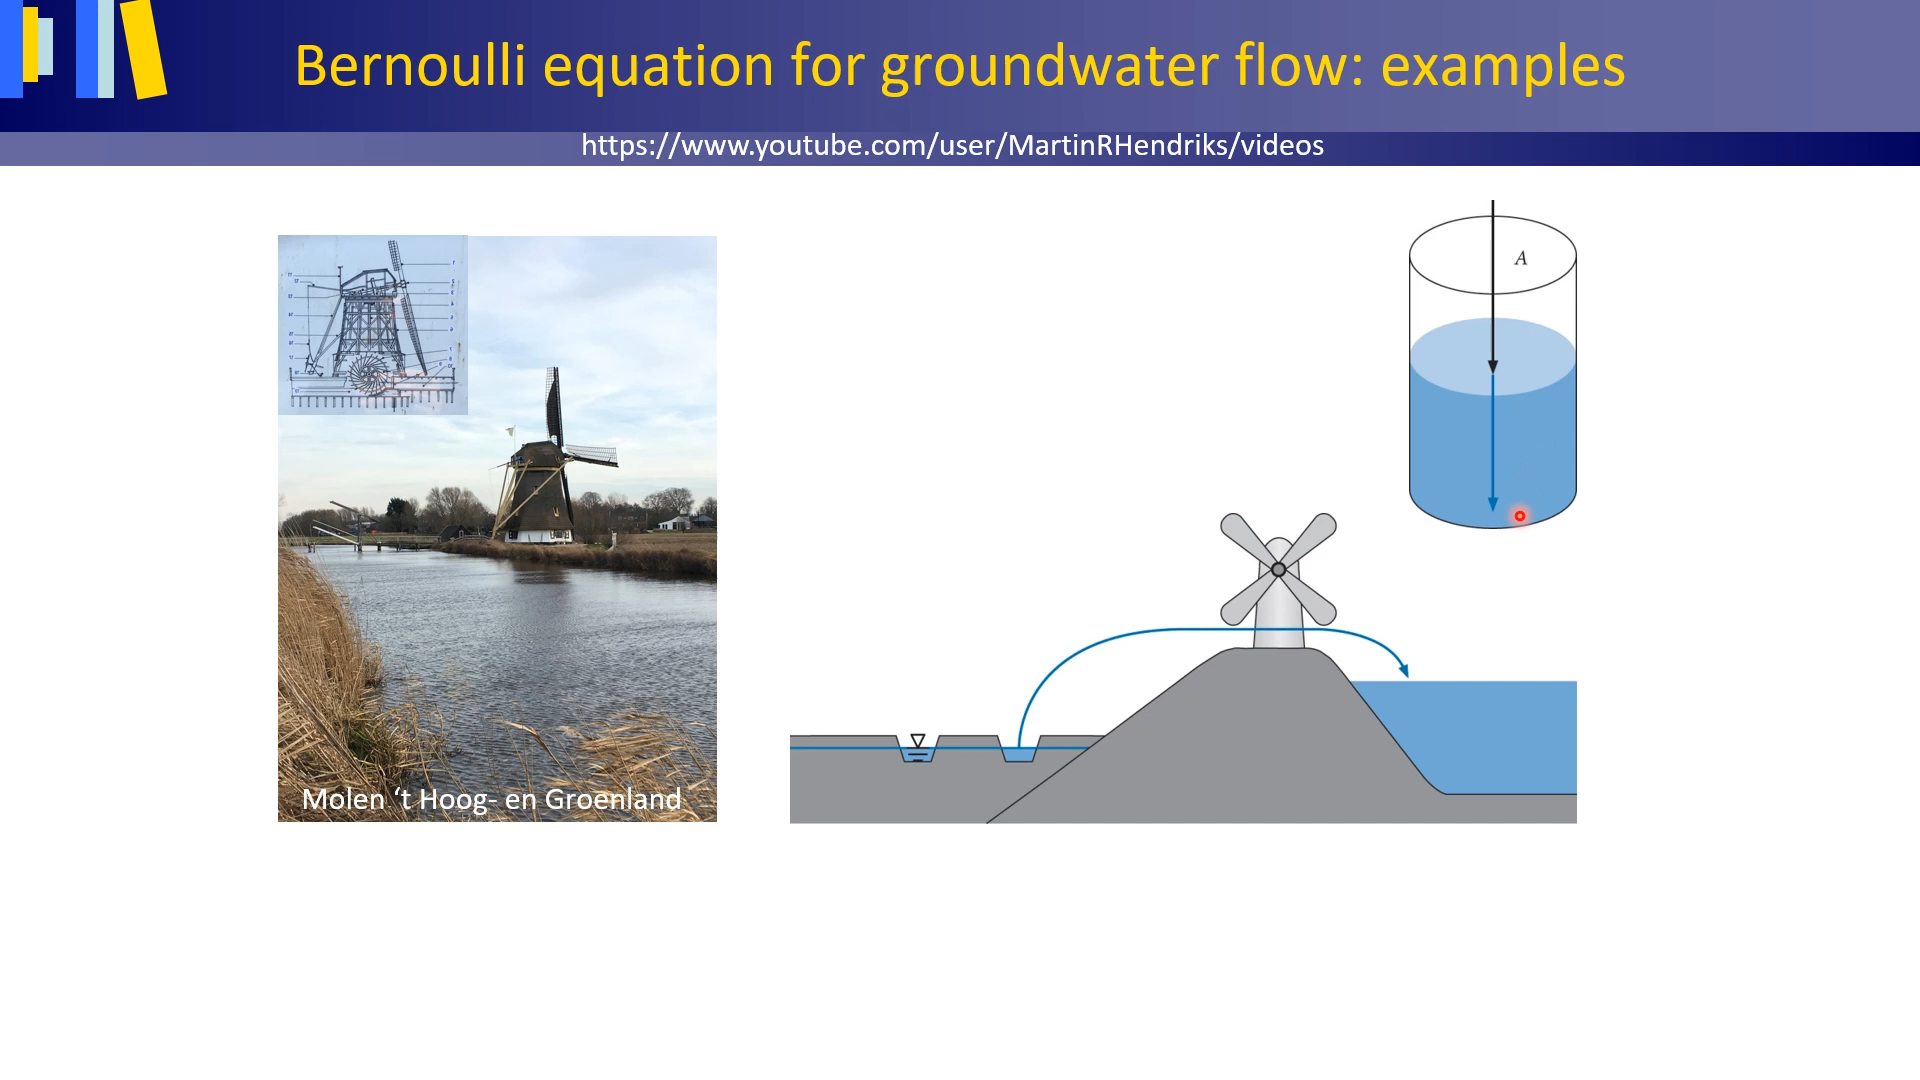 Bernoulli equation for groundwater flow: examples
https://www.youtube.com/user/MartinRHendriks/videos
A
Molen ‘t Hoog- en Groenland